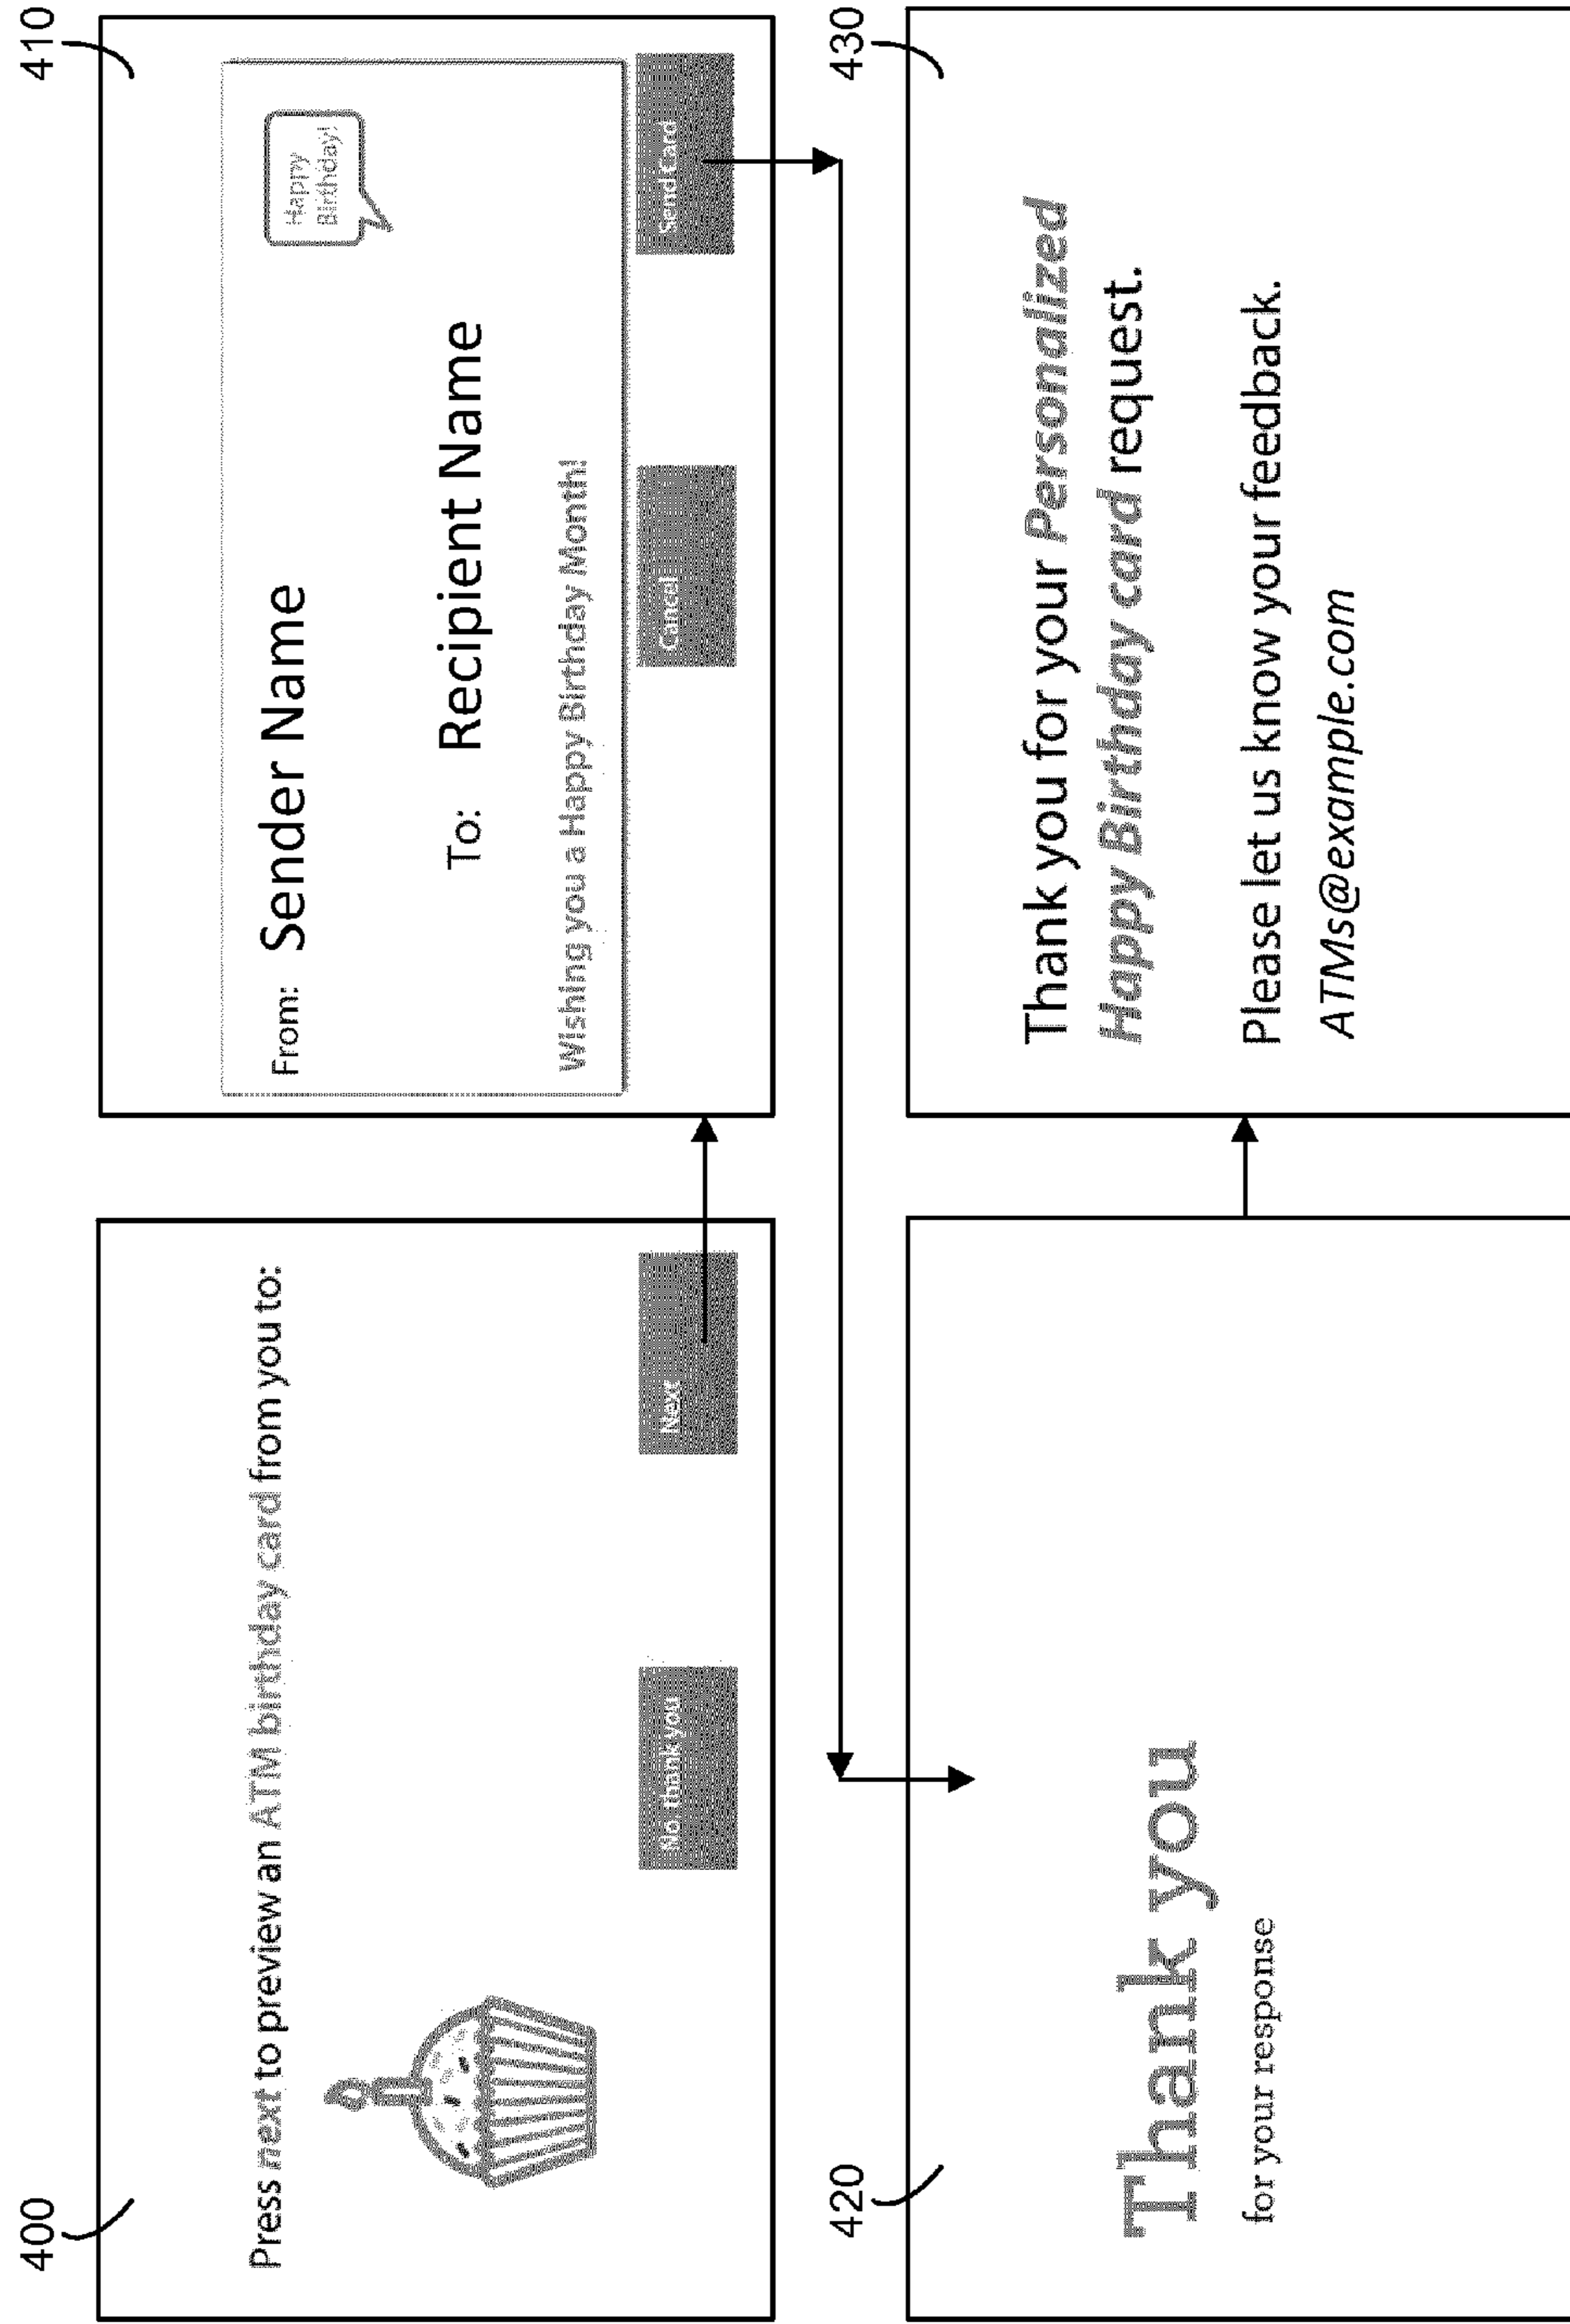 400
Press next to preview an ATM birthday card from you to:
No thank you
Next
410
From: Sender Name
Happy
Birthday!
To: Recipient Name
Wishing you a Happy Birthday Month!
Cancel
Send Card
420
Thank you
for your response
430
Thank you for your Personalized
Happy Birthday card request.
Please let us know your feedback.
ATMs@example.com